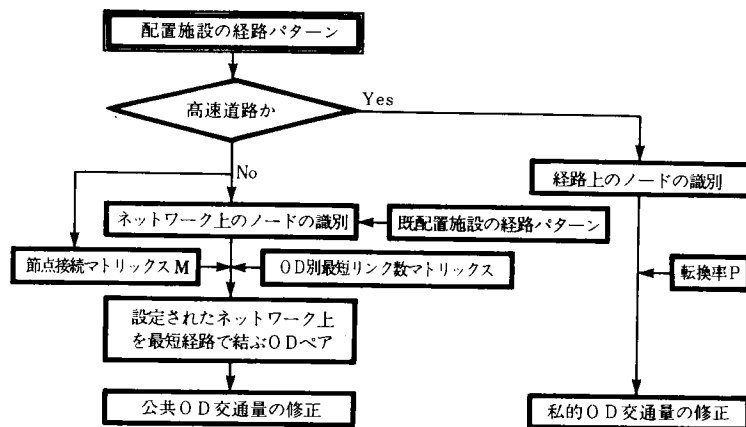 配置施設の経路パターン
高速道路か
Yes
No
経路上のノードの識別
ネットワーク上のノードの識別
既配置施設の経路パターン
節点接続マトリックスM
OD別最短リンク数マトリックス
転換率P
設定されたネットワーク上
を最短経路で結ぶODペア
公共OD交通量の修正
私的OD交通量の修正